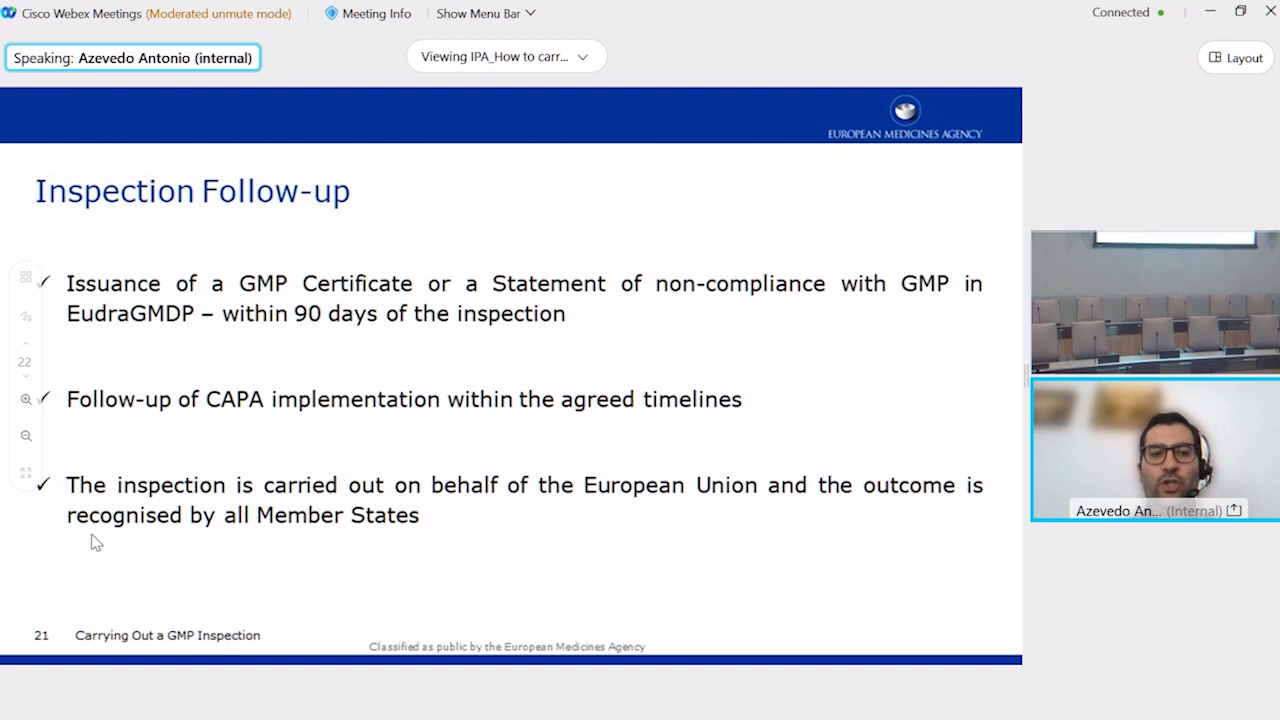 Cisco Webex Meetings (Moderated unmute mode)
Meeting Info
Show Menu Bar
Connected
Speaking: Azevedo Antonio (internal)
Viewing IPA_How to carr...
Layout
EUROPEAN MEDICINES AGENCY
Inspection Follow-up
✓ Issuance of a GMP Certificate or a Statement of non-compliance with GMP in
EudraGMDP – within 90 days of the inspection
22
✓ Follow-up of CAPA implementation within the agreed timelines
✓ The inspection is carried out on behalf of the European Union and the outcome is
recognised by all Member States
Azevedo An... (Internal)
21 Carrying Out a GMP Inspection
Classified as public by the European Medicines Agency